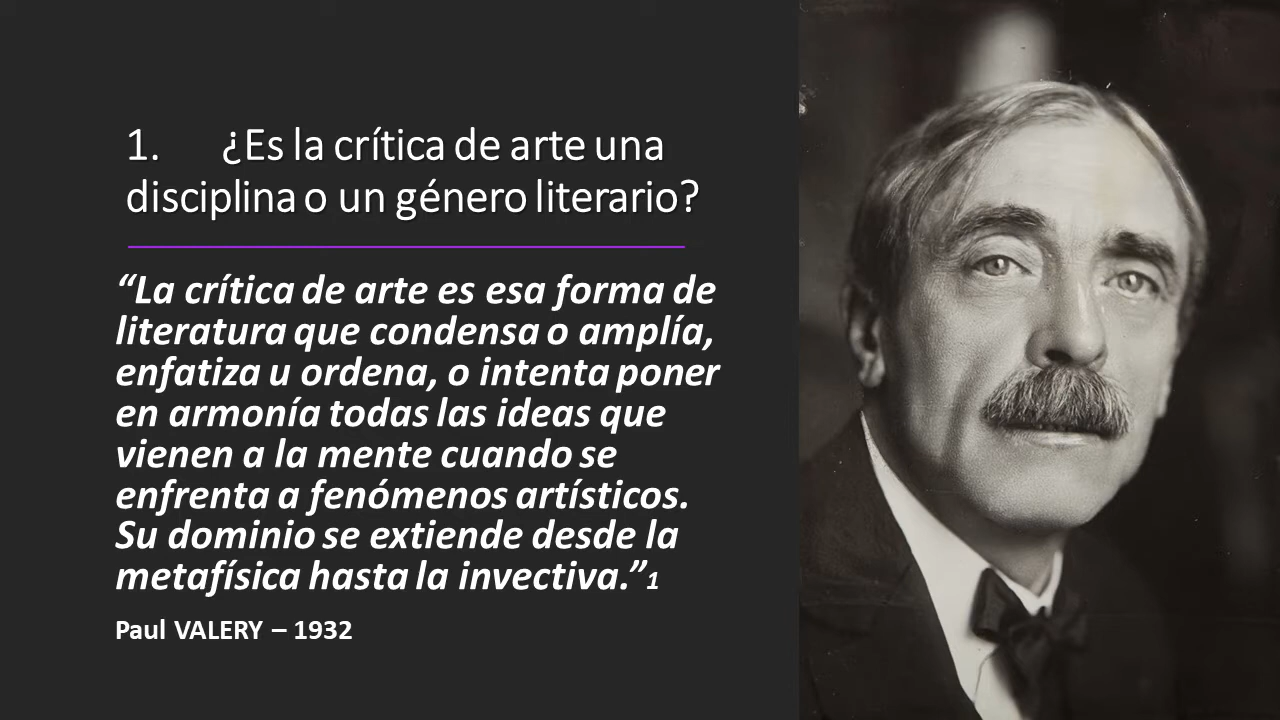 1. ¿Es la crítica de arte una
disciplina o un género literario?
“La crítica de arte es esa forma de
literatura que condensa o amplía,
enfatiza u ordena, o intenta poner
en armonía todas las ideas que
vienen a la mente cuando se
enfrenta a fenómenos artísticos.
Su dominio se extiende desde la
metafísica hasta la invectiva.”1
Paul VALERY – 1932